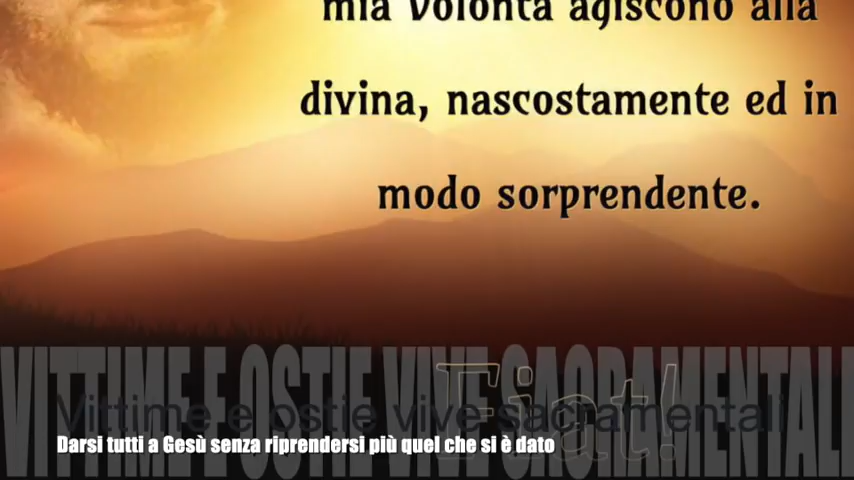 mia volontà agiscono alla
divina, nascostamente ed in
modo sorprendente.
VITTIME E OSTIE VIVE SACRAMENTALI
Fiat!
Vittime e ostie vive sacramentali
Darsi tutti a Gesù senza riprendersi più quel che si è dato